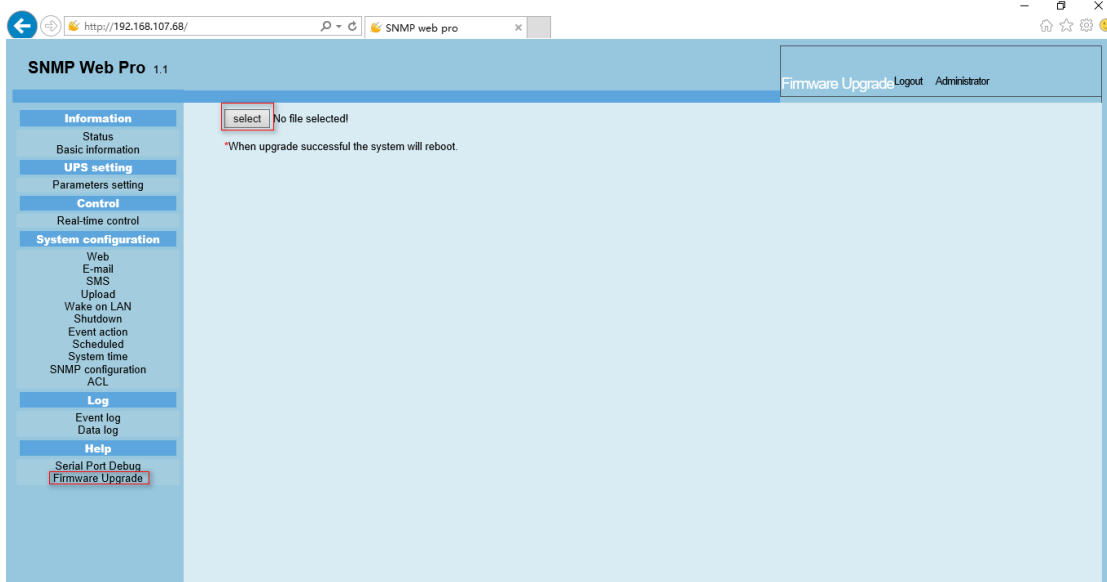 http://192.168.107.68/
SNMP web pro
SNMP Web Pro 1.1
Firmware Upgrade Logout Administrator
Information
Status
Basic information
UPS setting
Parameters setting
Control
Real-time control
System configuration
Web
E-mail
SMS
Upload
Wake on LAN
Shutdown
Event action
Scheduled
System time
SNMP configuration
ACL
Log
Event log
Data log
Help
Serial Port Debug
Firmware Upgrade
select No file selected!
*When upgrade successful the system will reboot.